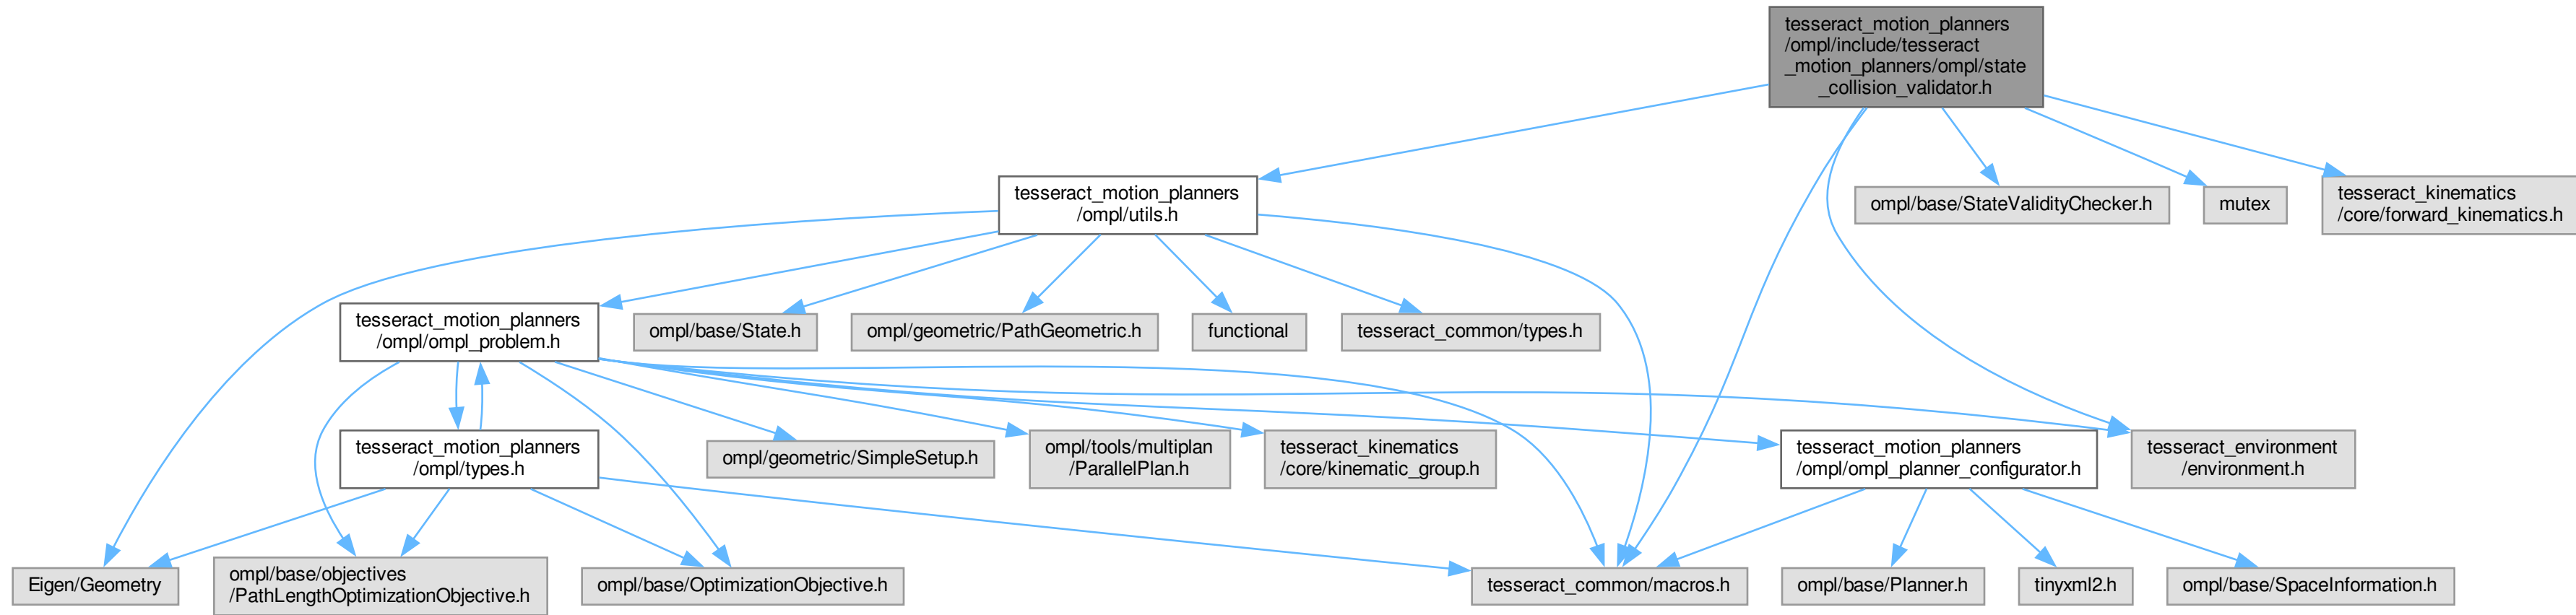 tesseract_motion_planners
/ompl/include/tesseract
_motion_planners/ompl/state
_collision_validator.h
tesseract_motion_planners
/ompl/utils.h
ompl/base/StateValidityChecker.h
mutex
tesseract_kinematics
/core/forward_kinematics.h
tesseract_motion_planners
/ompl/ompl_problem.h
ompl/base/State.h
ompl/geometric/PathGeometric.h
functional
tesseract_common/types.h
tesseract_motion_planners
/ompl/types.h
ompl/geometric/SimpleSetup.h
ompl/tools/multiplan
/ParallelPlan.h
tesseract_kinematics
/core/kinematic_group.h
tesseract_motion_planners
/ompl/ompl_planner_configurator.h
tesseract_environment
/environment.h
Eigen/Geometry
ompl/base/objectives
/PathLengthOptimizationObjective.h
ompl/base/OptimizationObjective.h
tesseract_common/macros.h
ompl/base/Planner.h
tinyxml2.h
ompl/base/SpaceInformation.h